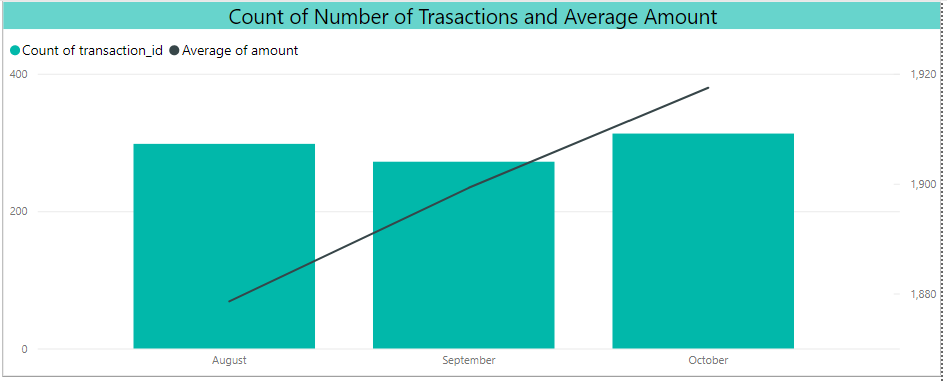 Count of Number of Trasactions and Average Amount
Count of transaction_id Average of amount
400 1,920
1,900
200
1,880
0
August September October